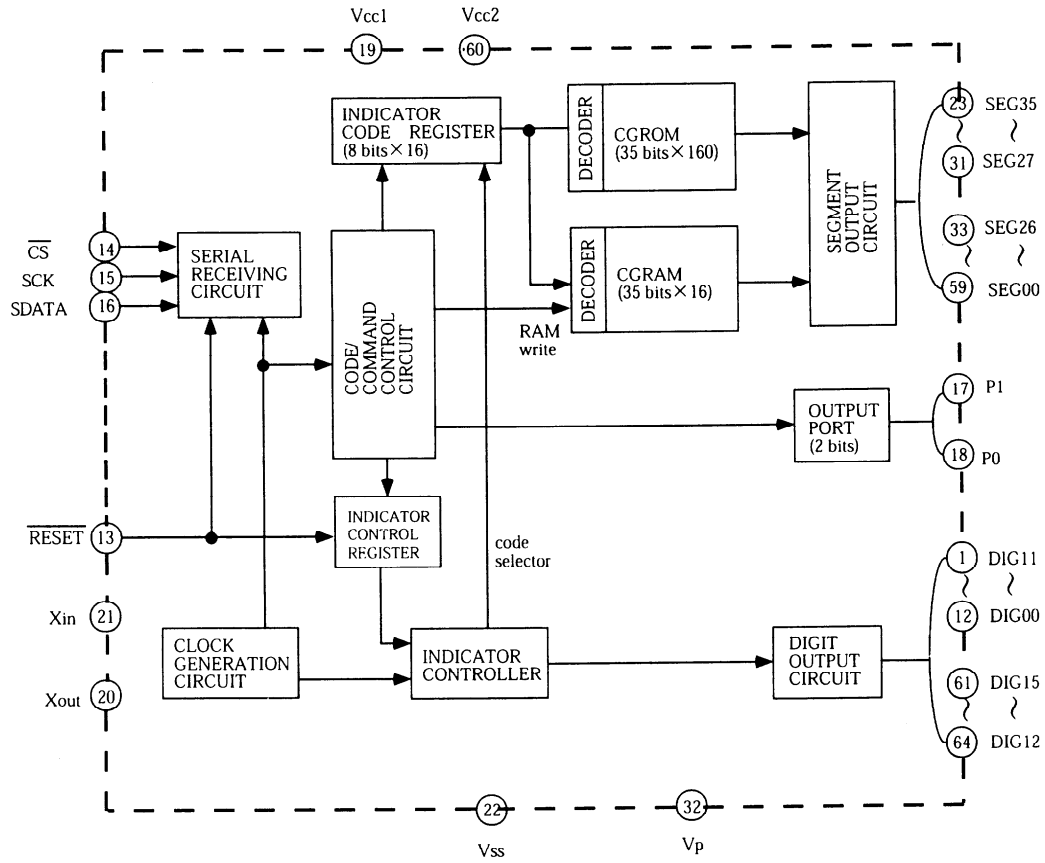 Vcc1
Vcc2
19
60
INDICATOR
CODE REGISTER
(8 bits×16)
DECODER
CGROM
(35 bits×160)
SEGMENT
OUTPUT
CIRCUIT
23
SEG35
31
SEG27
33
SEG26
59
SEG00
CS
14
SCK
15
SDATA
16
SERIAL
RECEIVING
CIRCUIT
CODE/
COMMAND
CONTROL
CIRCUIT
DECODER
CGRAM
(35 bits×16)
RAM
write
OUTPUT
PORT
(2 bits)
17
P1
18
P0
RESET
13
INDICATOR
CONTROL
REGISTER
code
selector
Xin
21
Xout
20
CLOCK
GENERATION
CIRCUIT
INDICATOR
CONTROLLER
DIGIT
OUTPUT
CIRCUIT
1
DIG11
12
DIG00
61
DIG15
64
DIG12
22
Vss
32
Vp